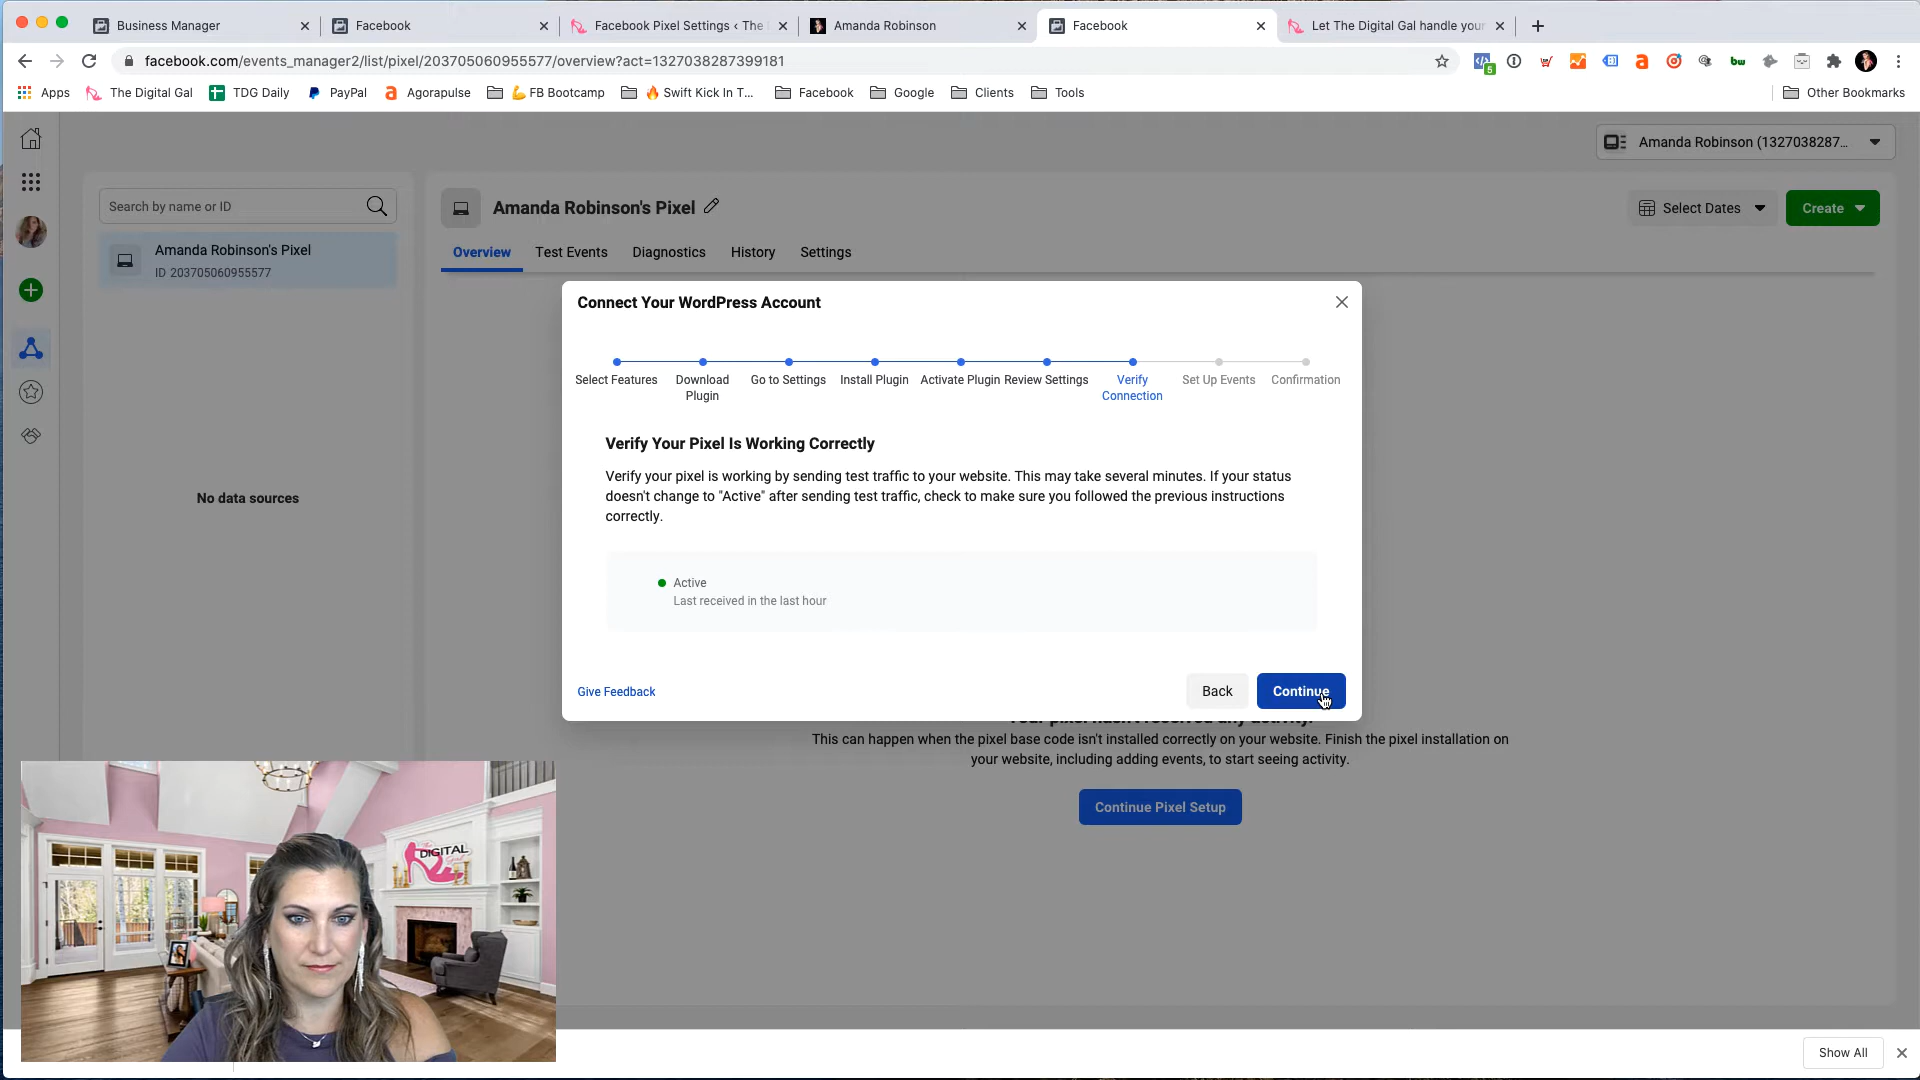 Business Manager
Facebook
Facebook Pixel Settings ‹ The
Amanda Robinson
Facebook
Let The Digital Gal handle your
facebook.com/events_manager2/list/pixel/203705060955577/overview?act=1327038287399181
5
bw
Apps
The Digital Gal
TDG Daily
PayPal
Agorapulse
💪 FB Bootcamp
🔥 Swift Kick In T...
Facebook
Google
Clients
Tools
Other Bookmarks
Amanda Robinson (1327038287...
Search by name or ID
Amanda Robinson's Pixel
Select Dates
Create
Amanda Robinson's Pixel
ID 203705060955577
Overview
Test Events
Diagnostics
History
Settings
Connect Your WordPress Account
Select Features
Download
Plugin
Go to Settings
Install Plugin
Activate Plugin
Review Settings
Verify
Connection
Set Up Events
Confirmation
Verify Your Pixel Is Working Correctly
Verify your pixel is working by sending test traffic to your website. This may take several minutes. If your status
doesn't change to "Active" after sending test traffic, check to make sure you followed the previous instructions
correctly.
No data sources
Active
Last received in the last hour
Give Feedback
Back
Continue
Your pixel hasn't received any activity.
This can happen when the pixel base code isn't installed correctly on your website. Finish the pixel installation on
your website, including adding events, to start seeing activity.
Continue Pixel Setup
DIGITAL
Show All